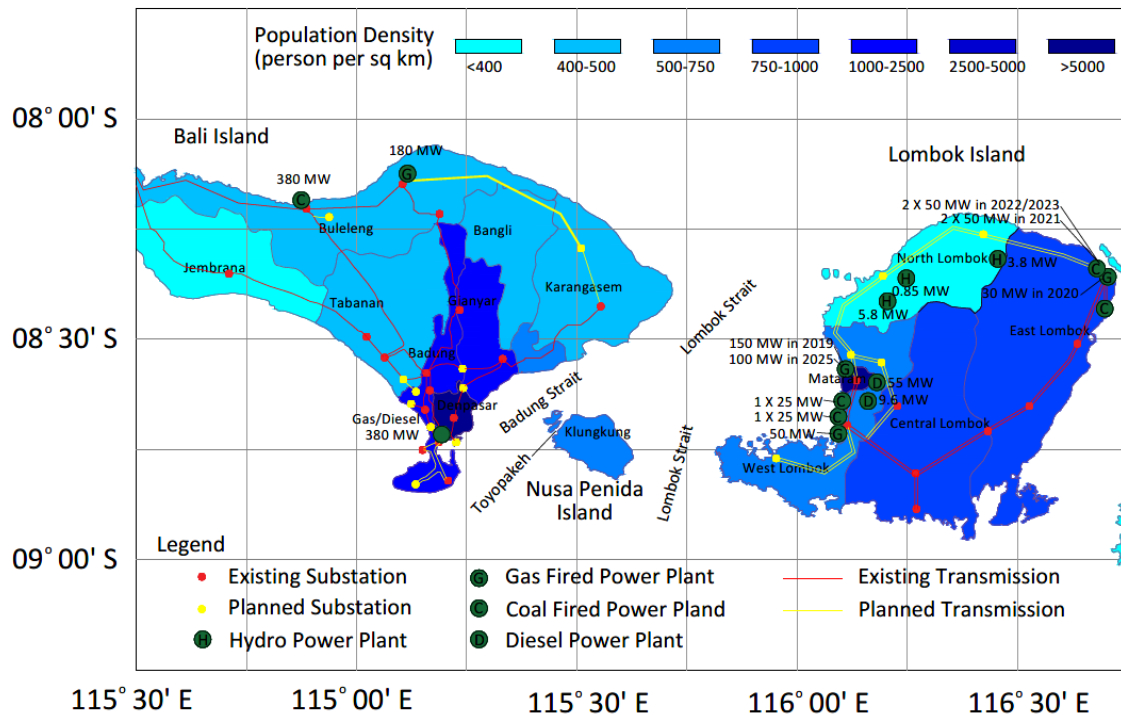 Population Density
(person per sq km)
<400
400-500
500-750
750-1000
1000-2500
2500-5000
>5000
08° 00' S
Bali Island
Lombok Island
180 MW
G
380 MW
C
Buleleng
Bangli
Jembrana
Tabanan
Gianyar
Karangasem
2 X 50 MW in 2022/2023
2 X 50 MW in 2021
North Lombok
H
3.8 MW
C
G
H
0.85 MW
30 MW in 2020
H
5.8 MW
C
East Lombok
Lombok Strait
08° 30' S
150 MW in 2019
100 MW in 2025
G
Badung
Mataram
D
55 MW
1 X 25 MW
C
D
9.6 MW
1 X 25 MW
C
Central Lombok
50 MW
G
West Lombok
Denpasar
Gas/Diesel
380 MW
Badung Strait
Klungkung
Toyopakeh
Nusa Penida
Island
Lombok Strait
09° 00' S
Legend
Existing Substation
G
Gas Fired Power Plant
Existing Transmission
Planned Substation
C
Coal Fired Power Pland
Planned Transmission
H
Hydro Power Plant
D
Diesel Power Plant
115° 30' E
115° 00' E
115° 30' E
116° 00' E
116° 30' E